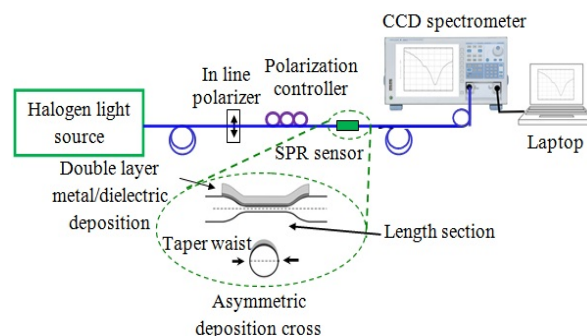 CCD spectrometer
In line
polarizer
Polarization
controller
Halogen light
source
SPR sensor
Laptop
Double layer
metal/dielectric
deposition
Length section
Taper waist
Asymmetric
deposition cross